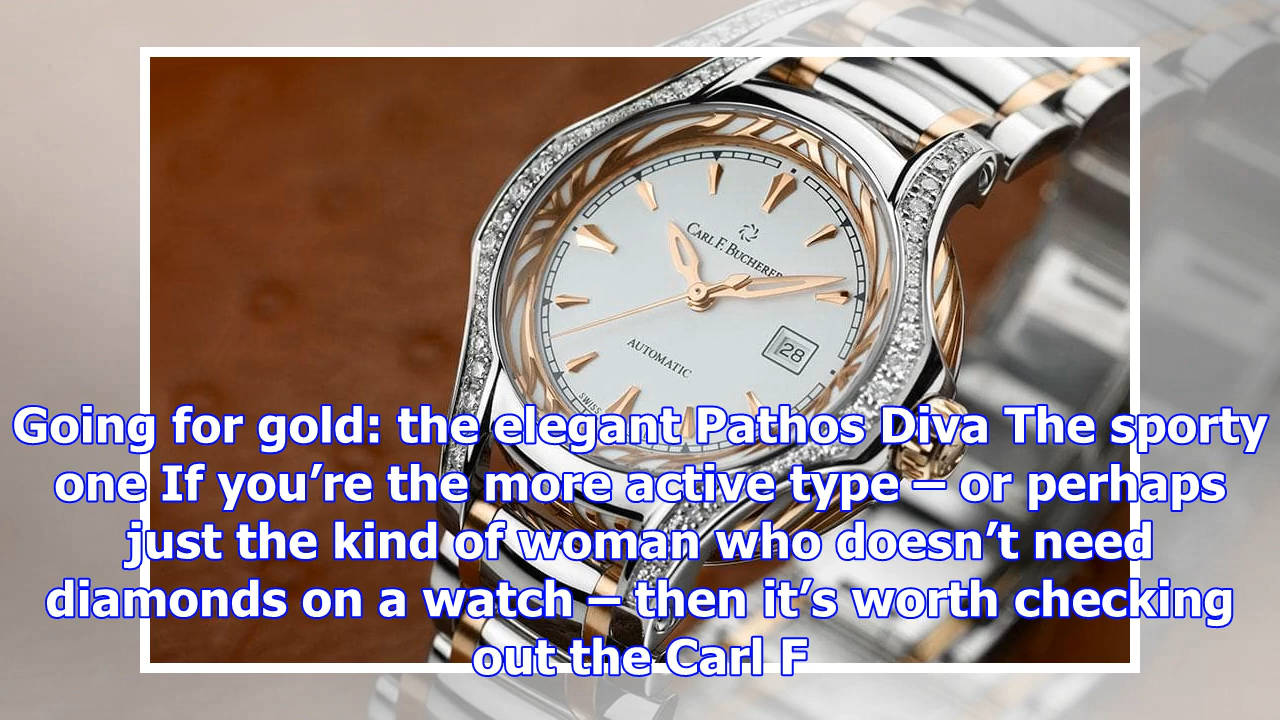 CARL F. BUCHERER
28
AUTOMATIC
SWISS
Going for gold: the elegant Pathos Diva The sporty
one If you’re the more active type – or perhaps
just the kind of woman who doesn’t need
diamonds on a watch – then it’s worth checking
out the Carl F